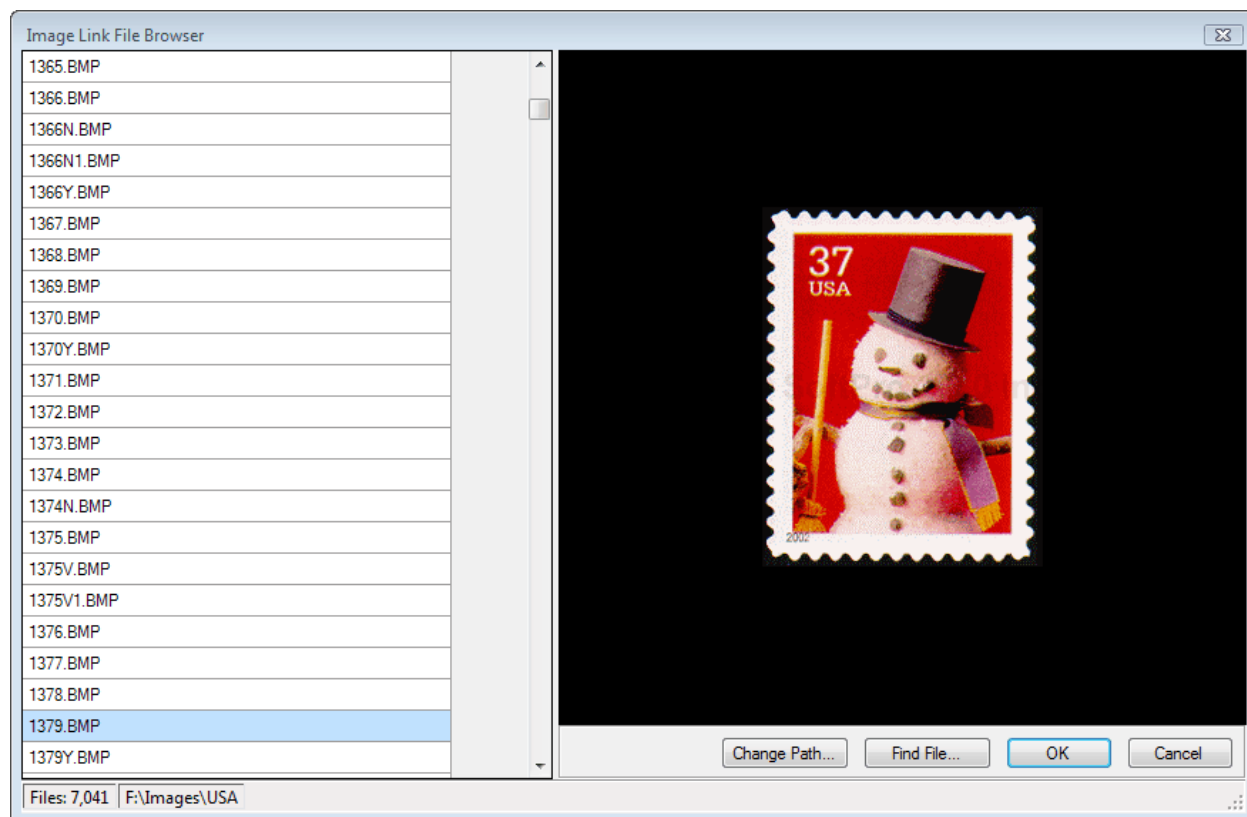 Image Link File Browser
1365.BMP
1366.BMP
1366N.BMP
1366N1.BMP
1366Y.BMP
1367.BMP
1368.BMP
1369.BMP
1370.BMP
1370Y.BMP
1371.BMP
1372.BMP
1373.BMP
1374.BMP
1374N.BMP
1375.BMP
1375V.BMP
1375V1.BMP
1376.BMP
1377.BMP
1378.BMP
1379.BMP
1379Y.BMP
37
USA
2002
Change Path... Find File... OK Cancel
Files: 7,041 F:\Images\USA